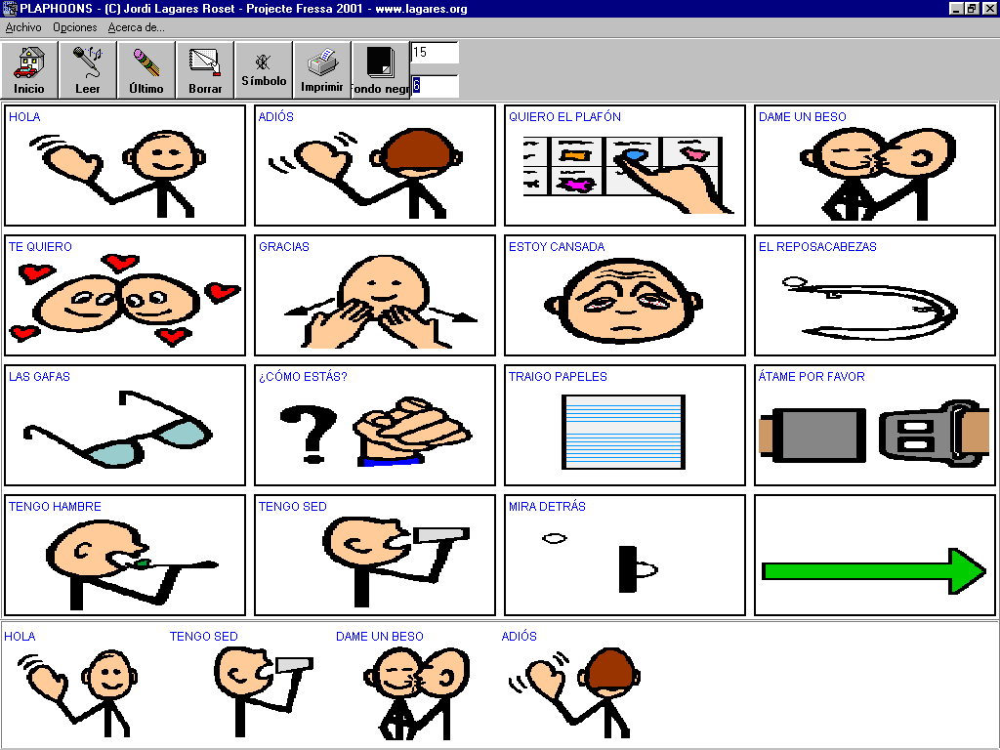 PLAPHOONS - (C) Jordi Lagares Roset - Projecte Fressa 2001 - www.lagares.org
Archivo Opciones Acerca de...
Inicio Leer Último Borrar Símbolo Imprimir Fondo negr 15
6
HOLA ADIÓS QUIERO EL PLAFÓN DAME UN BESO
TE QUIERO GRACIAS ESTOY CANSADA EL REPOSACABEZAS
LAS GAFAS ¿CÓMO ESTÁS? TRAIGO PAPELES ÁTAME POR FAVOR
TENGO HAMBRE TENGO SED MIRA DETRÁS
HOLA TENGO SED DAME UN BESO ADIÓS